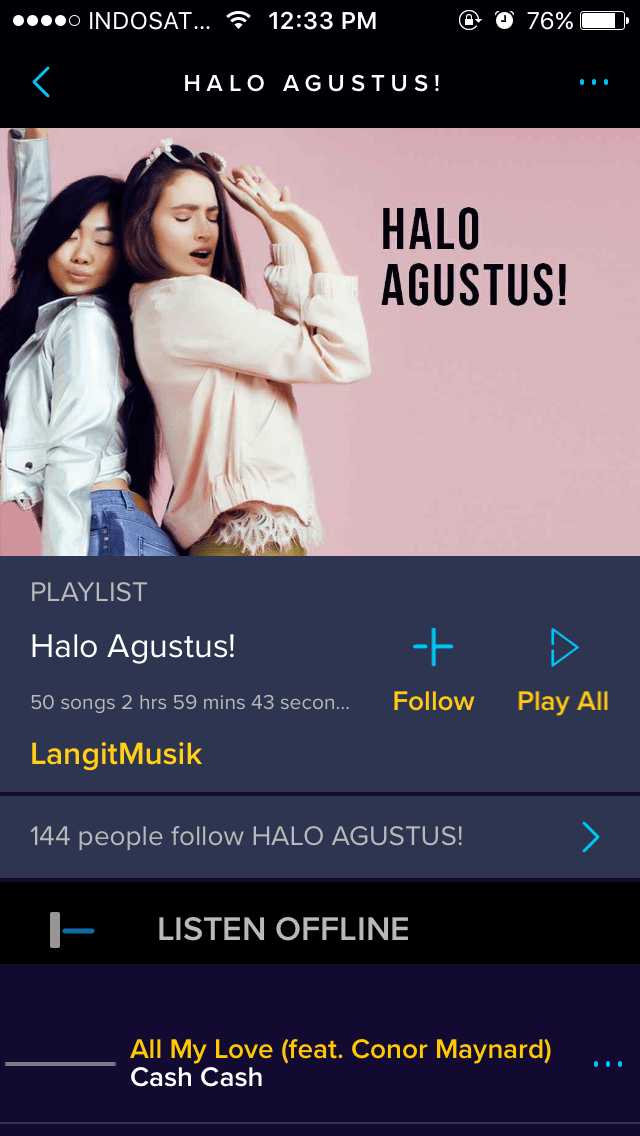 INDOSAT... 12:33 PM 76%
HALO AGUSTUS!
HALO
AGUSTUS!
PLAYLIST
Halo Agustus!
50 songs 2 hrs 59 mins 43 secon...
Follow
Play All
LangitMusik
144 people follow HALO AGUSTUS!
LISTEN OFFLINE
All My Love (feat. Conor Maynard)
Cash Cash